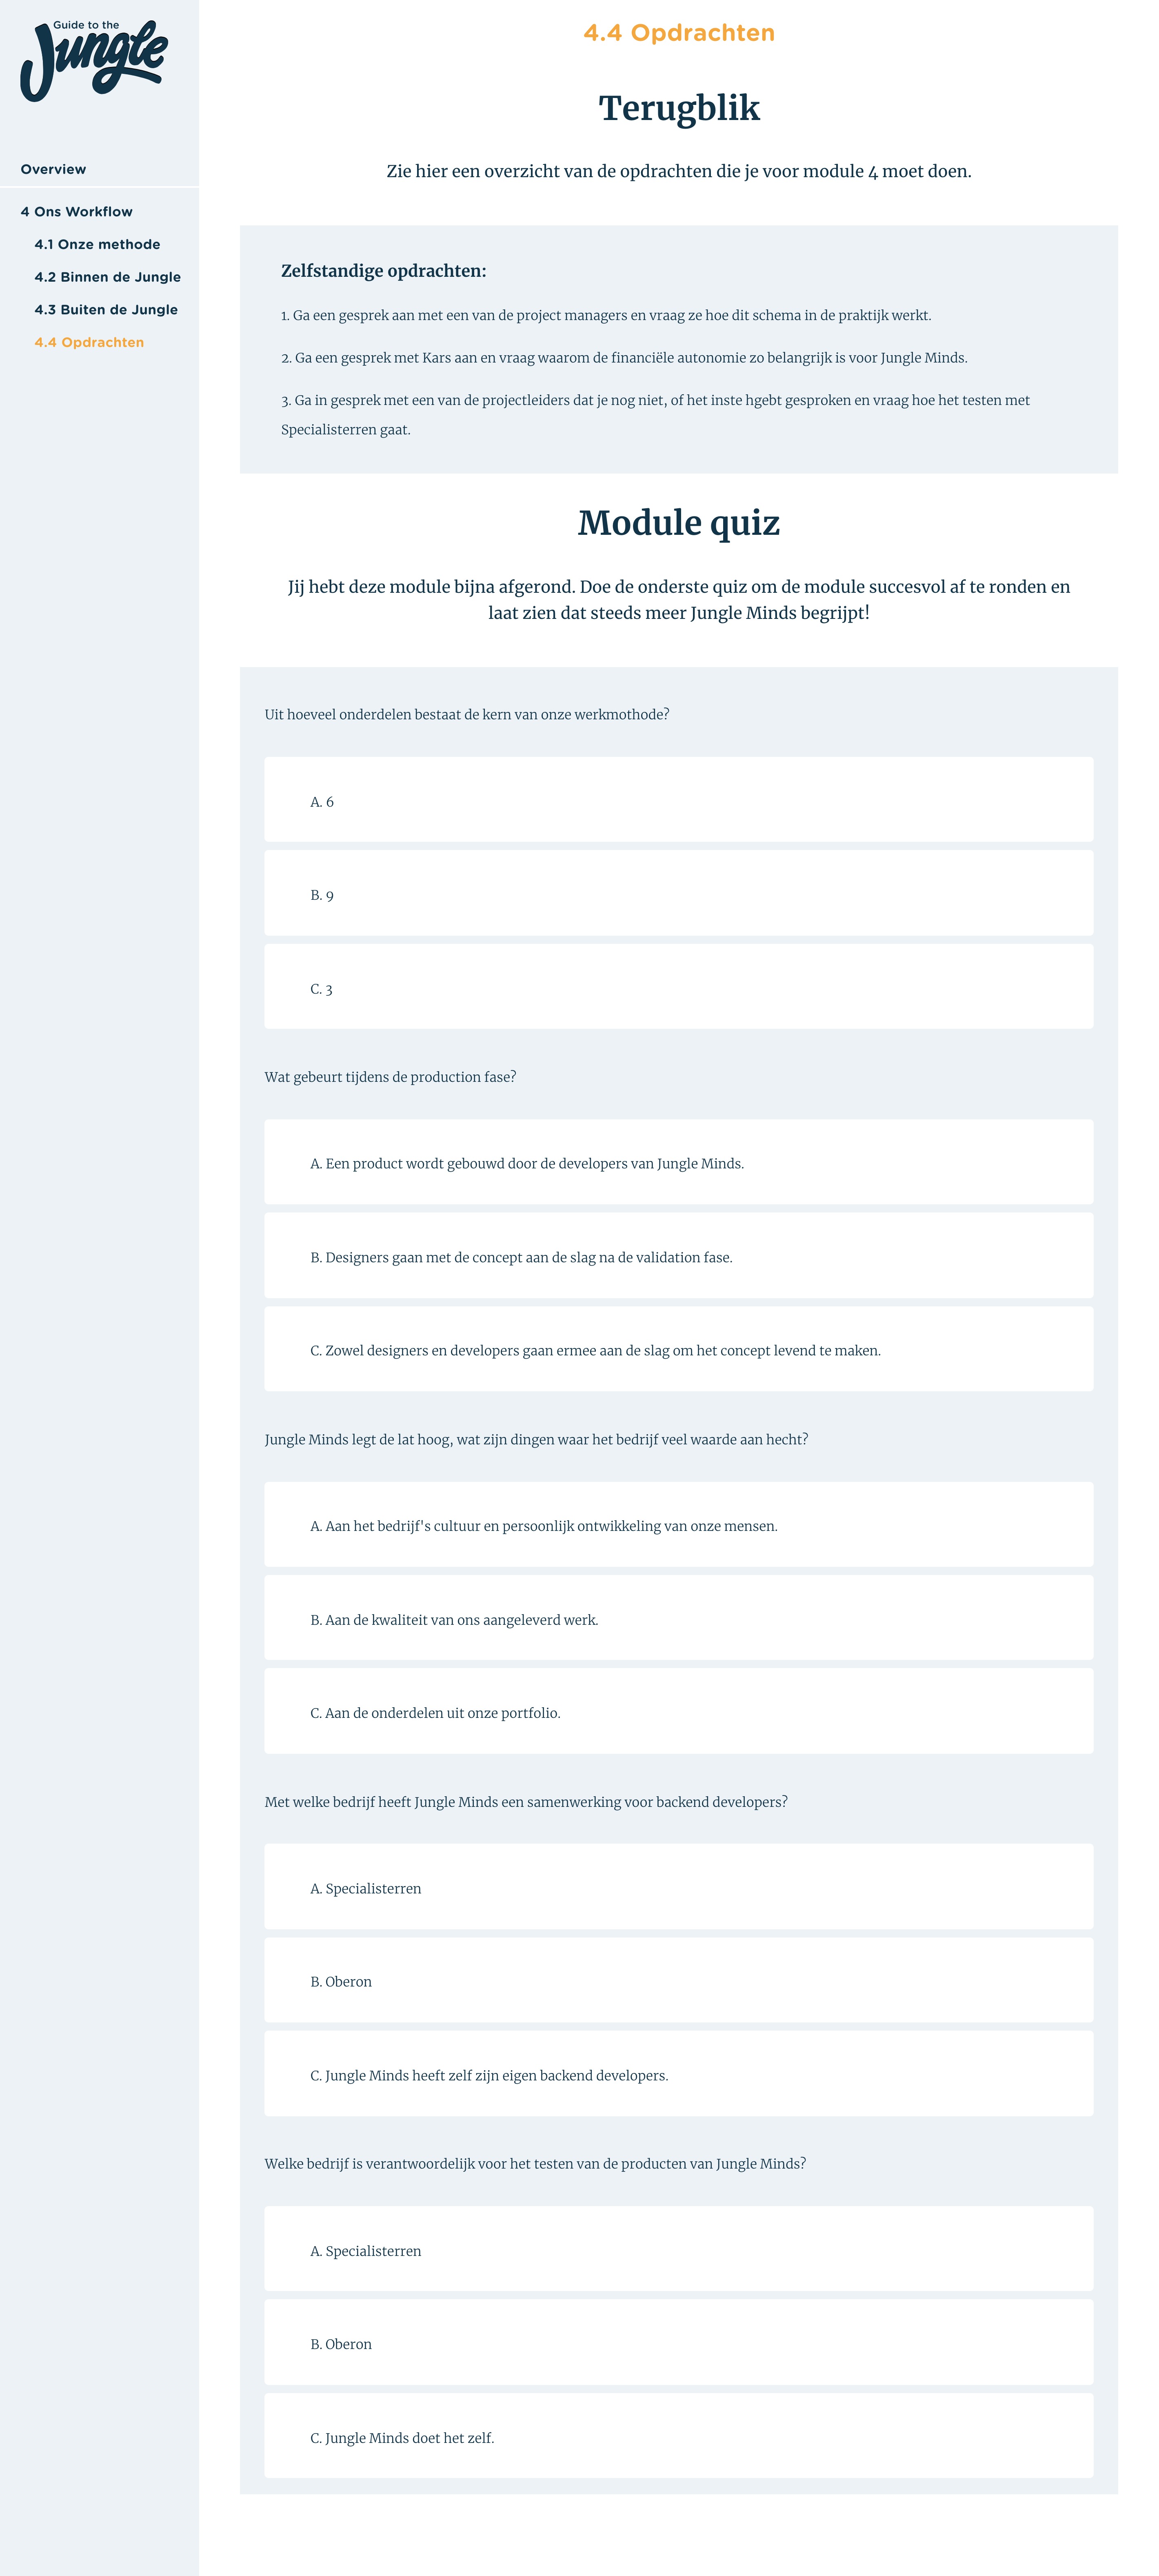 Guide to the
Jungle
Overview
4 Ons Workflow
4.1 Onze methode
4.2 Binnen de Jungle
4.3 Buiten de Jungle
4.4 Opdrachten
4.4 Opdrachten
Terugblik
Zie hier een overzicht van de opdrachten die je voor module 4 moet doen.
Zelfstandige opdrachten:
1. Ga een gesprek aan met een van de project managers en vraag ze hoe dit schema in de praktijk werkt.
2. Ga een gesprek met Kars aan en vraag waarom de financiële autonomie zo belangrijk is voor Jungle Minds.
3. Ga in gesprek met een van de projectleiders dat je nog niet, of het inste hgebt gesproken en vraag hoe het testen met
Specialisterren gaat.
Module quiz
Jij hebt deze module bijna afgerond. Doe de onderste quiz om de module succesvol af te ronden en
laat zien dat steeds meer Jungle Minds begrijpt!
Uit hoeveel onderdelen bestaat de kern van onze werkmothode?
A. 6
B. 9
C. 3
Wat gebeurt tijdens de production fase?
A. Een product wordt gebouwd door de developers van Jungle Minds.
B. Designers gaan met de concept aan de slag na de validation fase.
C. Zowel designers en developers gaan ermee aan de slag om het concept levend te maken.
Jungle Minds legt de lat hoog, wat zijn dingen waar het bedrijf veel waarde aan hecht?
A. Aan het bedrijf's cultuur en persoonlijk ontwikkeling van onze mensen.
B. Aan de kwaliteit van ons aangeleverd werk.
C. Aan de onderdelen uit onze portfolio.
Met welke bedrijf heeft Jungle Minds een samenwerking voor backend developers?
A. Specialisterren
B. Oberon
C. Jungle Minds heeft zelf zijn eigen backend developers.
Welke bedrijf is verantwoordelijk voor het testen van de producten van Jungle Minds?
A. Specialisterren
B. Oberon
C. Jungle Minds doet het zelf.